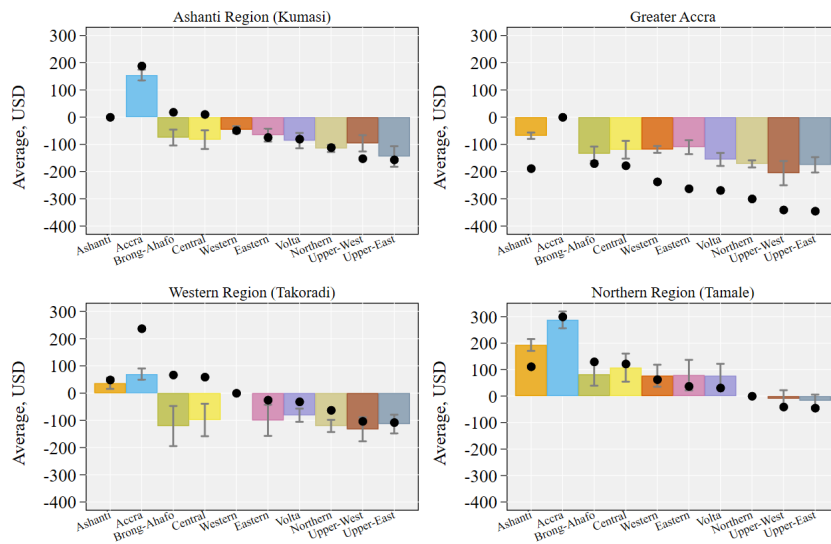 Ashanti Region (Kumasi)
300
200
100
0
-100
-200
-300
-400
Average, USD
Ashanti
Accra
Brong-Ahafo
Central
Western
Eastern
Volta
Northern
Upper-West
Upper-East
Greater Accra
300
200
100
0
-100
-200
-300
-400
Average, USD
Ashanti
Accra
Brong-Ahafo
Central
Western
Eastern
Volta
Northern
Upper-West
Upper-East
Western Region (Takoradi)
300
200
100
0
-100
-200
-300
-400
Average, USD
Ashanti
Accra
Brong-Ahafo
Central
Western
Eastern
Volta
Northern
Upper-West
Upper-East
Northern Region (Tamale)
300
200
100
0
-100
-200
-300
-400
Average, USD
Ashanti
Accra
Brong-Ahafo
Central
Western
Eastern
Volta
Northern
Upper-West
Upper-East